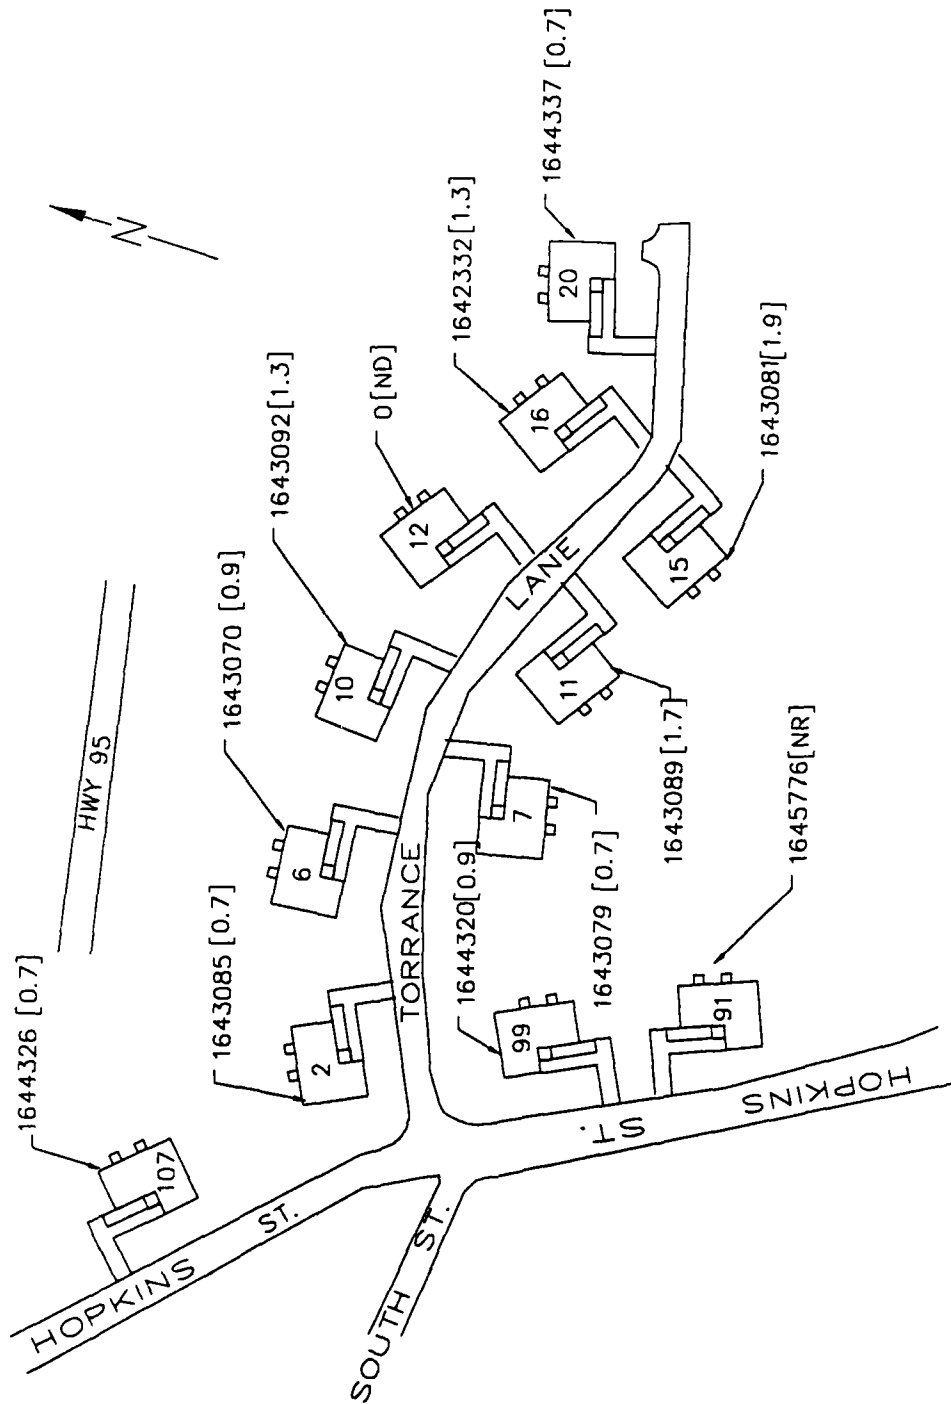 1644326 [0.7]
HWY 95
N
1643085 [0.7]
1643070 [0.9]
1643092 [1.3]
0[ND]
1642332[1.3]
1644337 [0.7]
107
2
6
10
12
16
20
HOPKINS ST.
SOUTH ST.
TORRANCE LANE
99
91
7
11
15
HOPKINS ST.
1644320[0.9]
1643079 [0.7]
1645776[NR]
1643089 [1.7]
1643081[1.9]